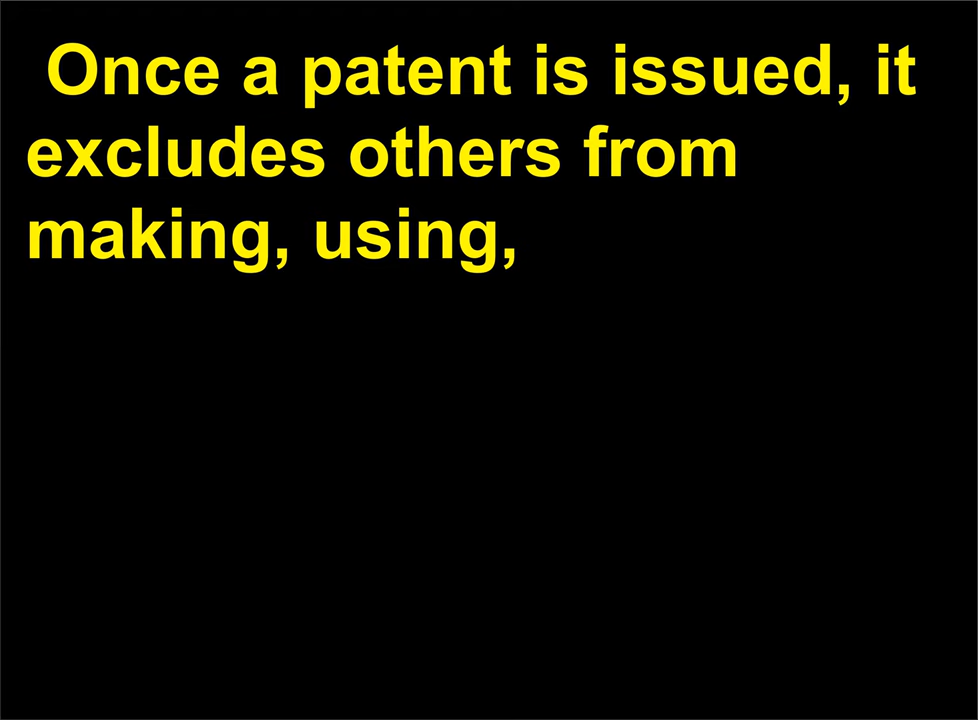 Once a patent is issued, it
excludes others from
making, using,